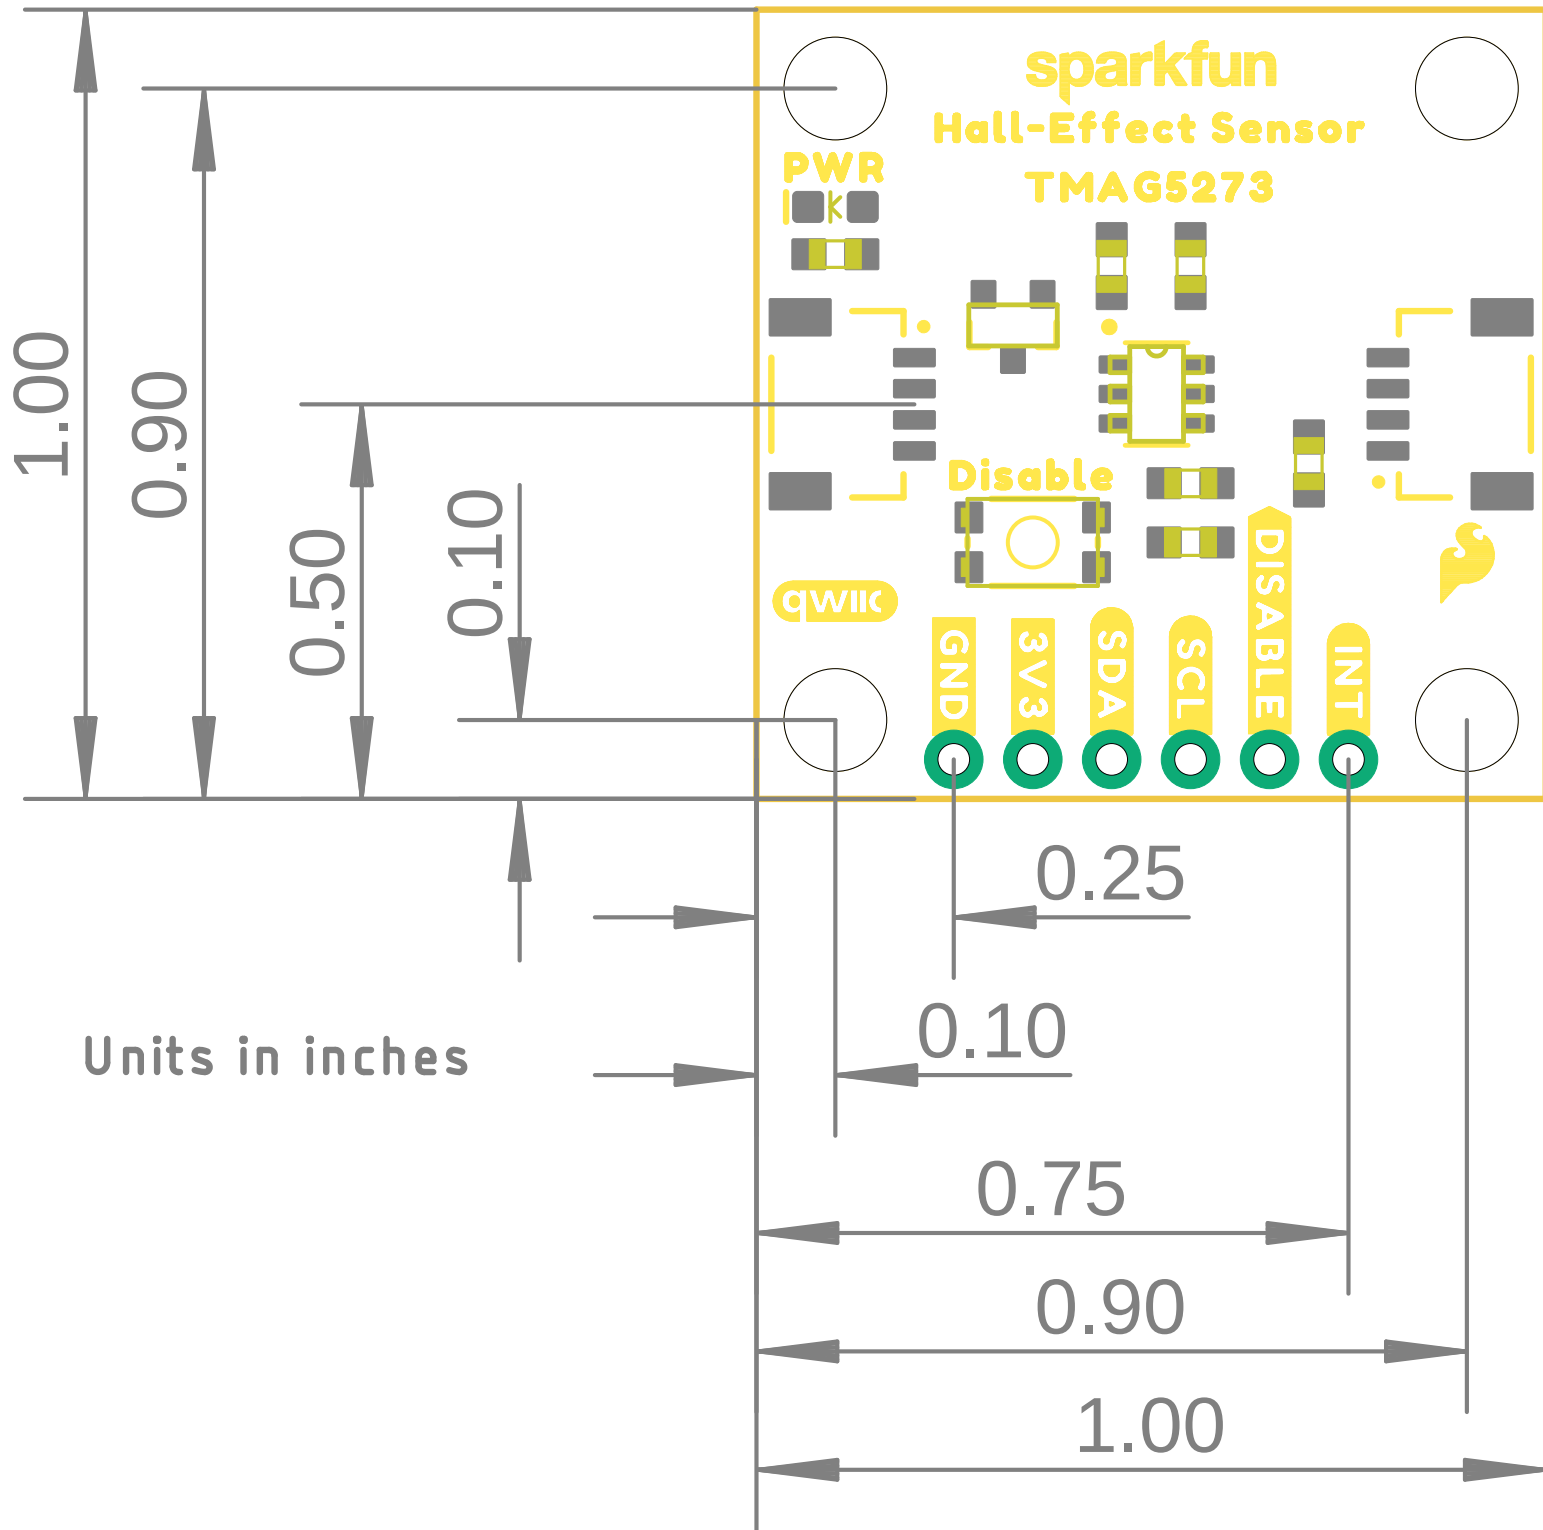 sparkfun
Hall-Effect Sensor
TMAG5273
PWR
1.00
0.90
0.50
0.10
Disable
qwiic
GND
3V3
SDA
SCL
DISABLE
INT
0.25
0.10
Units in inches
0.75
0.90
1.00